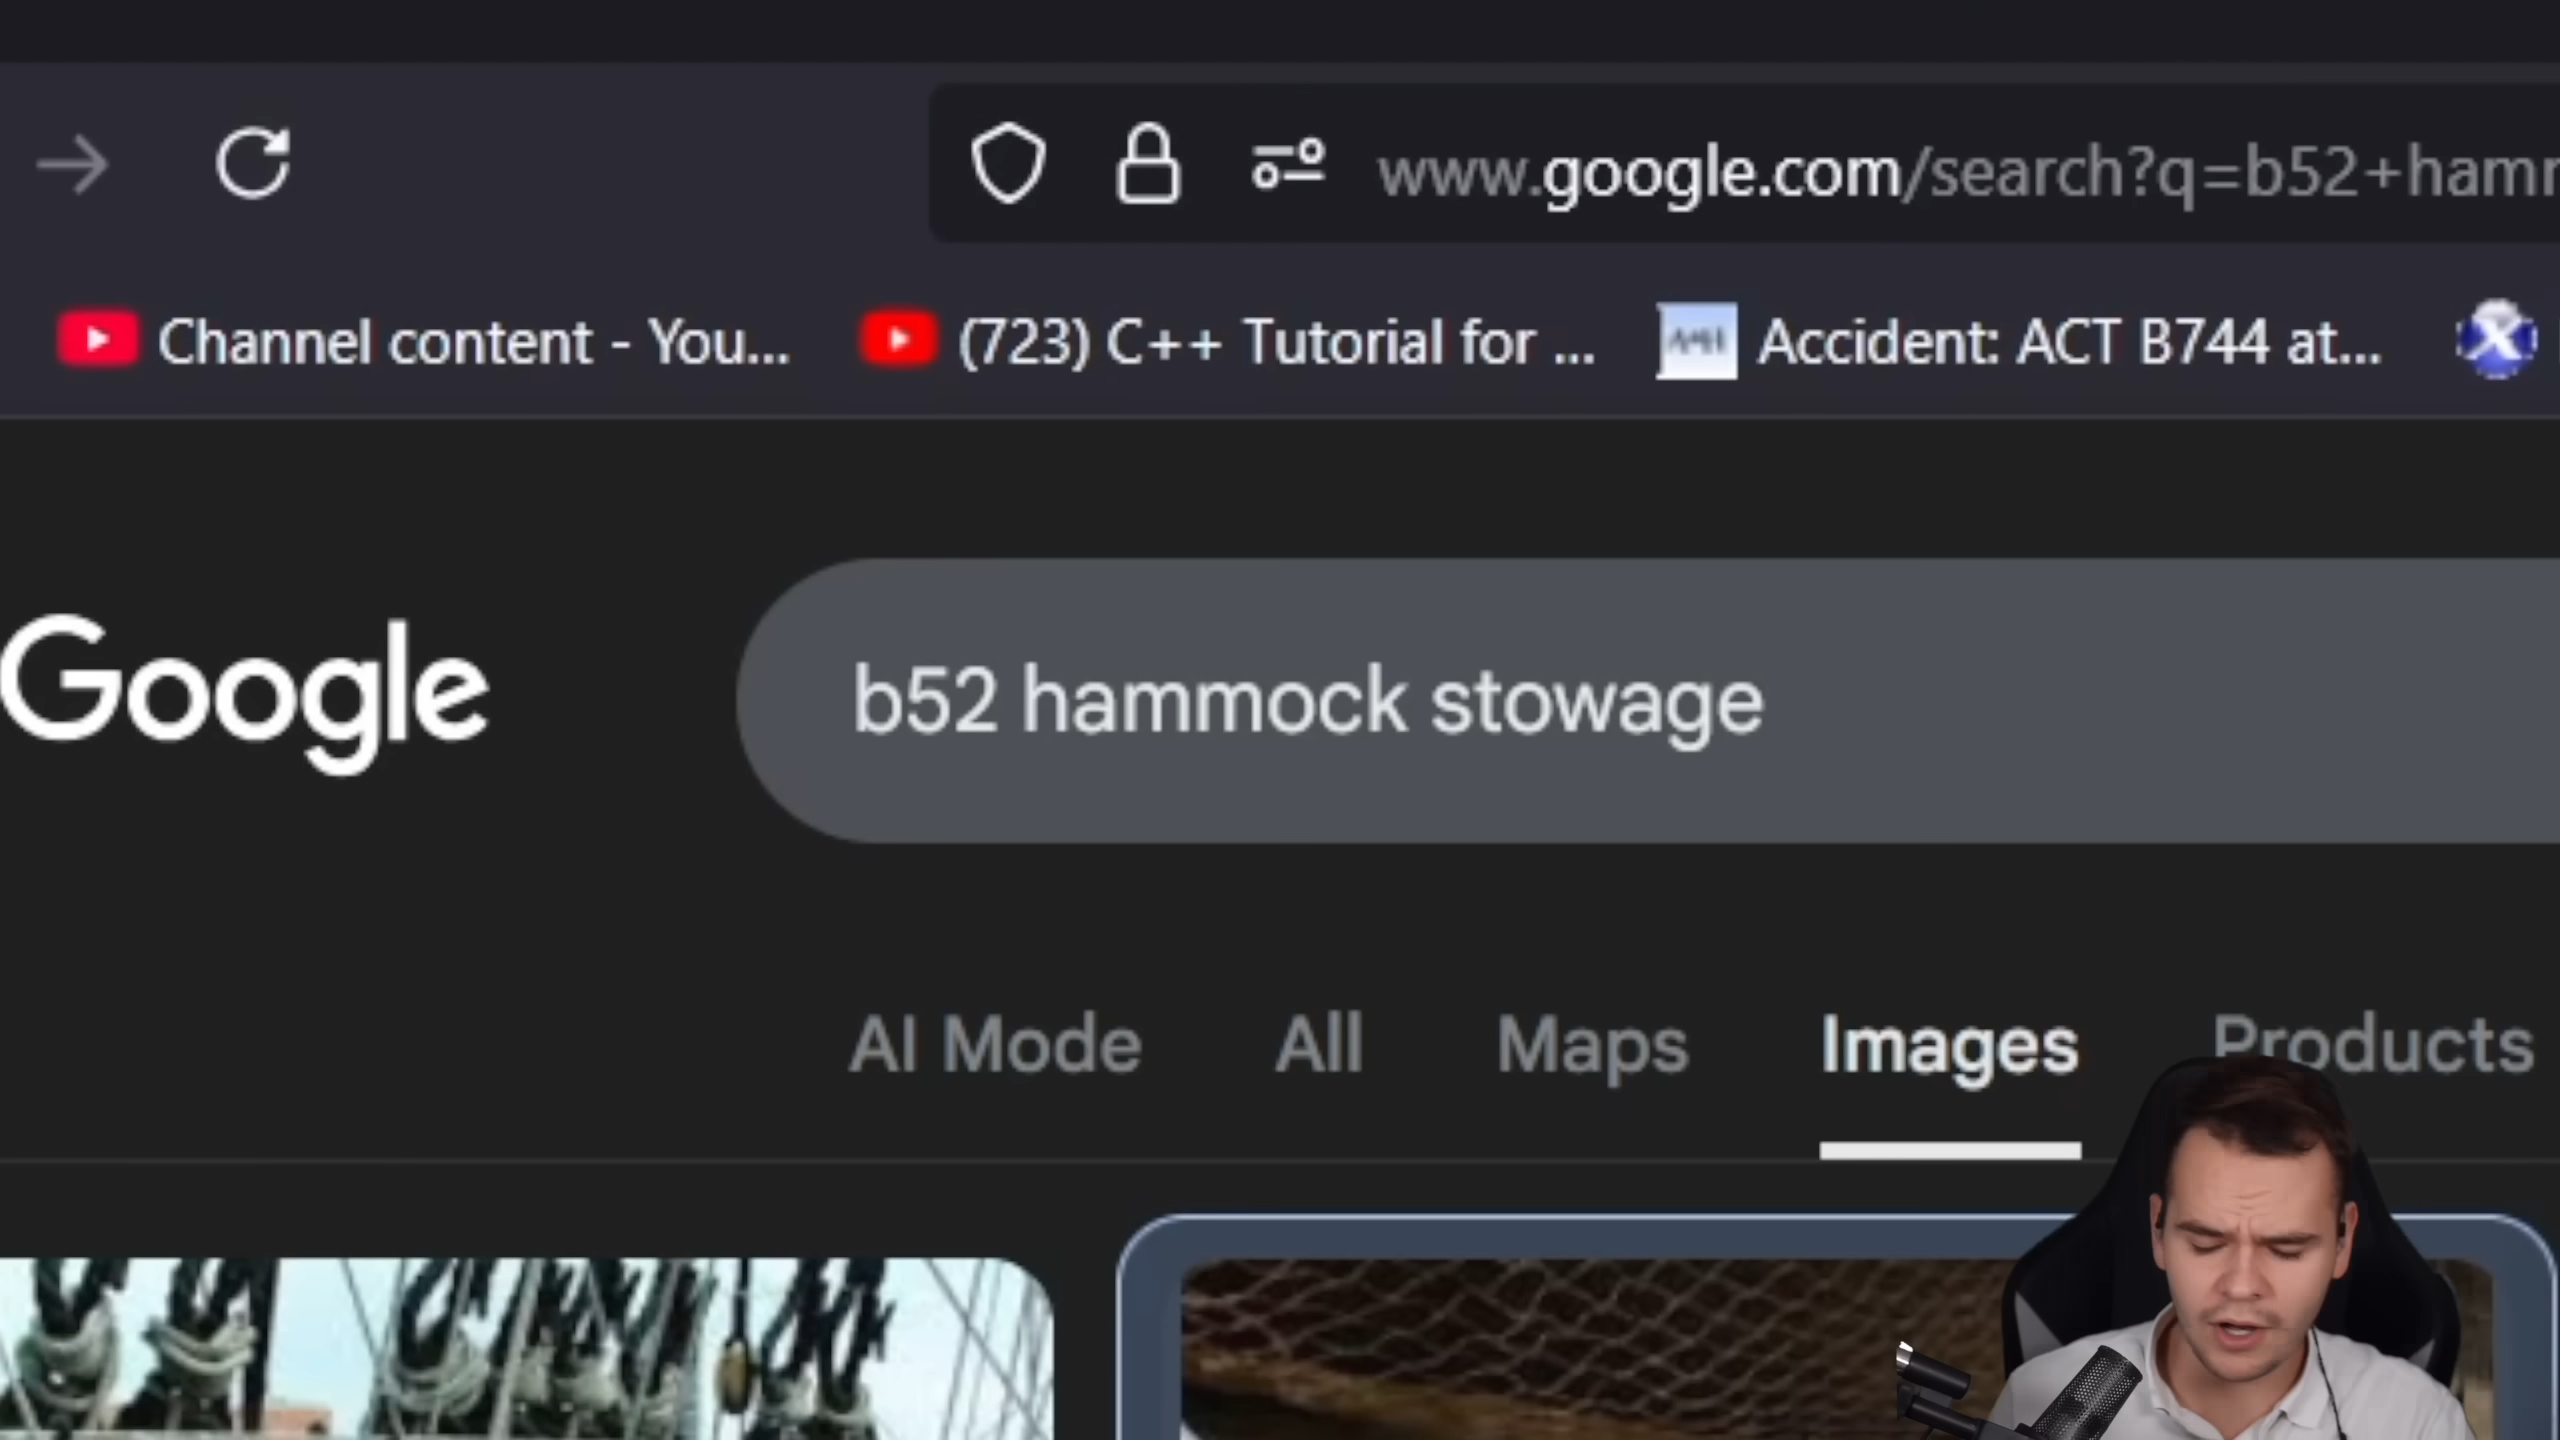 www.google.com/search?q=b52+ham
Channel content - You... (723) C++ Tutorial for ... Accident: ACT B744 at...
Google b52 hammock stowage
AI Mode All Maps Images Products